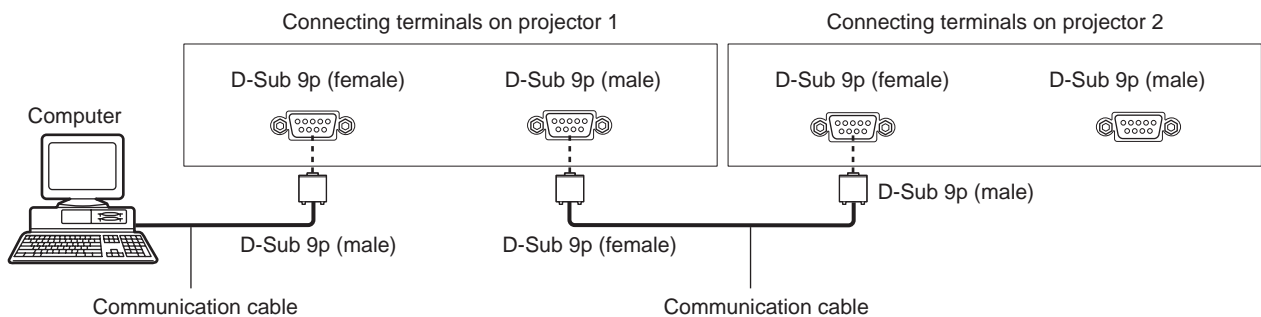 Connecting terminals on projector 1
Connecting terminals on projector 2
D-Sub 9p (female)
D-Sub 9p (male)
D-Sub 9p (female)
D-Sub 9p (male)
Computer
D-Sub 9p (male)
D-Sub 9p (male)
D-Sub 9p (female)
Communication cable
Communication cable